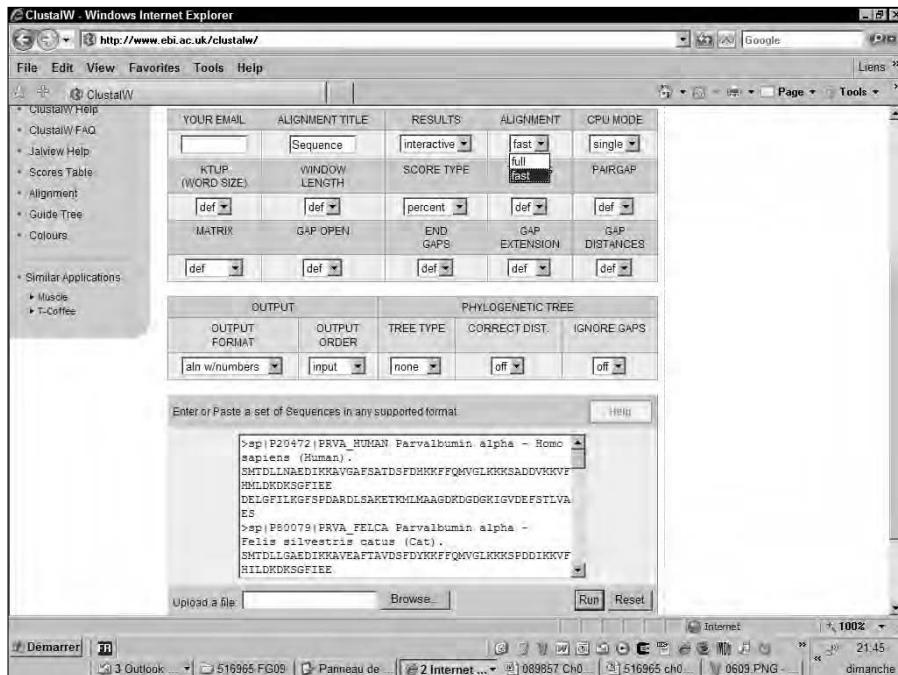 ClustalW - Windows Internet Explorer
http://www.ebi.ac.uk/clustalw/
Google
File Edit View Favorites Tools Help
Liens
ClustalW
Page Tools
ClustalW Help
ClustalW FAQ
Jalview Help
Scores Table
Alignment
Guide Tree
Colours
Similar Applications
Muscle
T-Coffee
YOUR EMAIL ALIGNMENT TITLE RESULTS ALIGNMENT CPU MODE
Sequence interactive fast single
full
fast
KTUP (WORD SIZE) WINDOW LENGTH SCORE TYPE PAIRGAP
def def percent def def
MATRIX GAP OPEN END GAPS GAP EXTENSION GAP DISTANCES
def def def def def
OUTPUT PHYLOGENETIC TREE
OUTPUT FORMAT OUTPUT ORDER TREE TYPE CORRECT DIST. IGNORE GAPS
aln w/numbers input none off off
Enter or Paste a set of Sequences in any supported format
Help
>sp|P20472|PRVA_HUMAN Parvalbumin alpha - Homo
sapiens (Human).
SMTDLLNAEDIKKAVGAFSATDSFDHKKFFQMVGLKKKSADDVKKVF
HMLDKDKSGFIEE
DELGFILKGFSPDARDLSAKETKMLMAAGDKDGDGKIGVDEFSTLVA
ES
>sp|P80079|PRVA_FELCA Parvalbumin alpha -
Felis silvestris catus (Cat).
SMTDLLGAEDIKKAVEAFTAVDSFDYKKFFQMVGLKKKSPDDIKKVF
HILDKDKSGFIEE
Upload a file: Browse... Run Reset
Internet 100%
Démarrer 21:45
3 Outlook 516965 FG09 Panneau de ... 2 Internet ... 089857 Ch0... 516965 ch0... 0609.PNG - ... dimanche